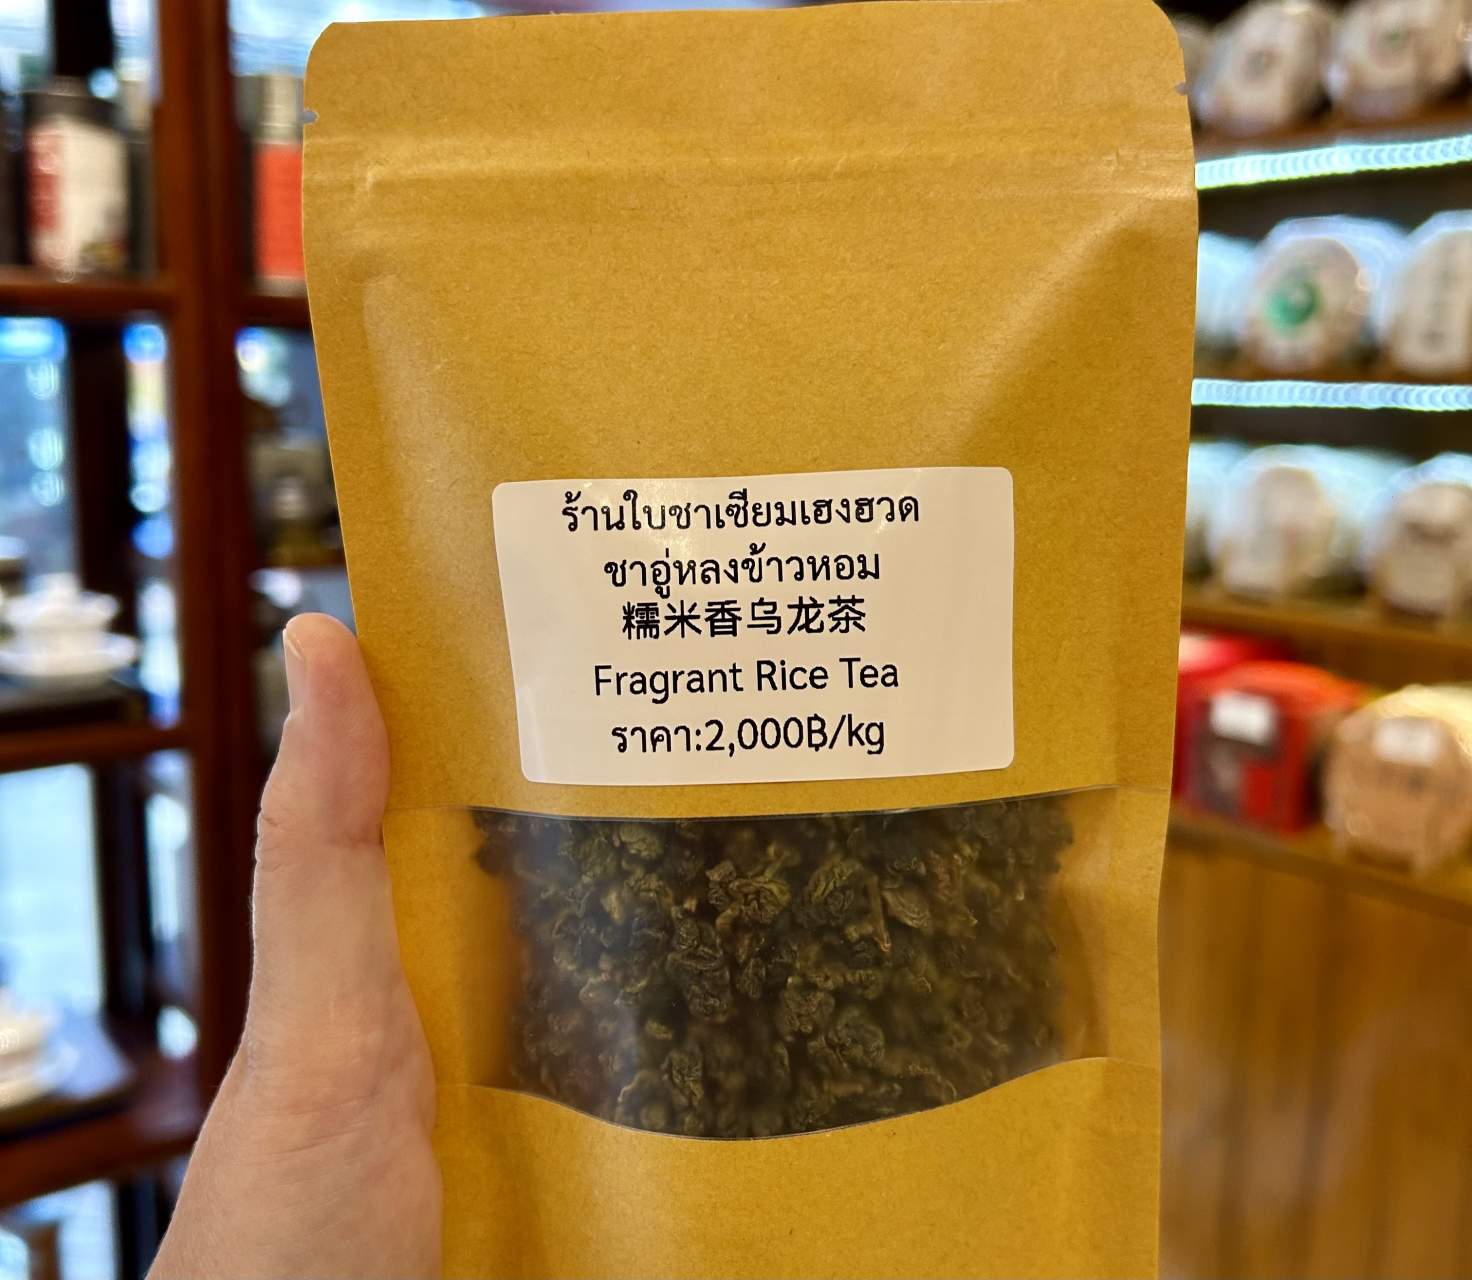 ร้านใบชาเซียมเฮงฮวด
ชาอู่หลงข้าวหอม
糯米香乌龙茶
Fragrant Rice Tea
ราคา:2,000฿/kg